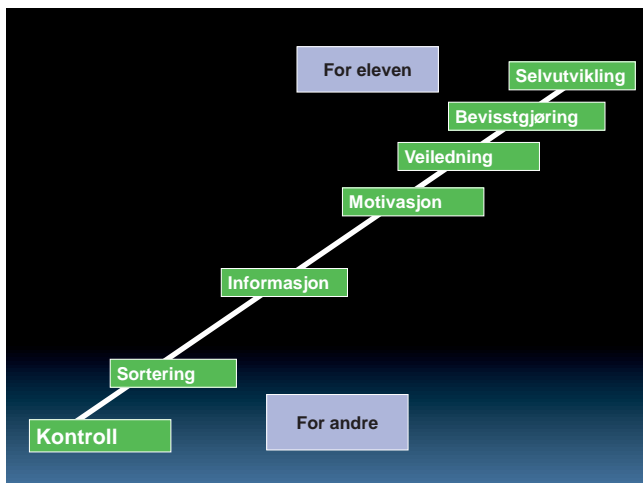 For eleven
Selvutvikling
Bevisstgjøring
Veiledning
Motivasjon
Informasjon
Sortering
For andre
Kontroll